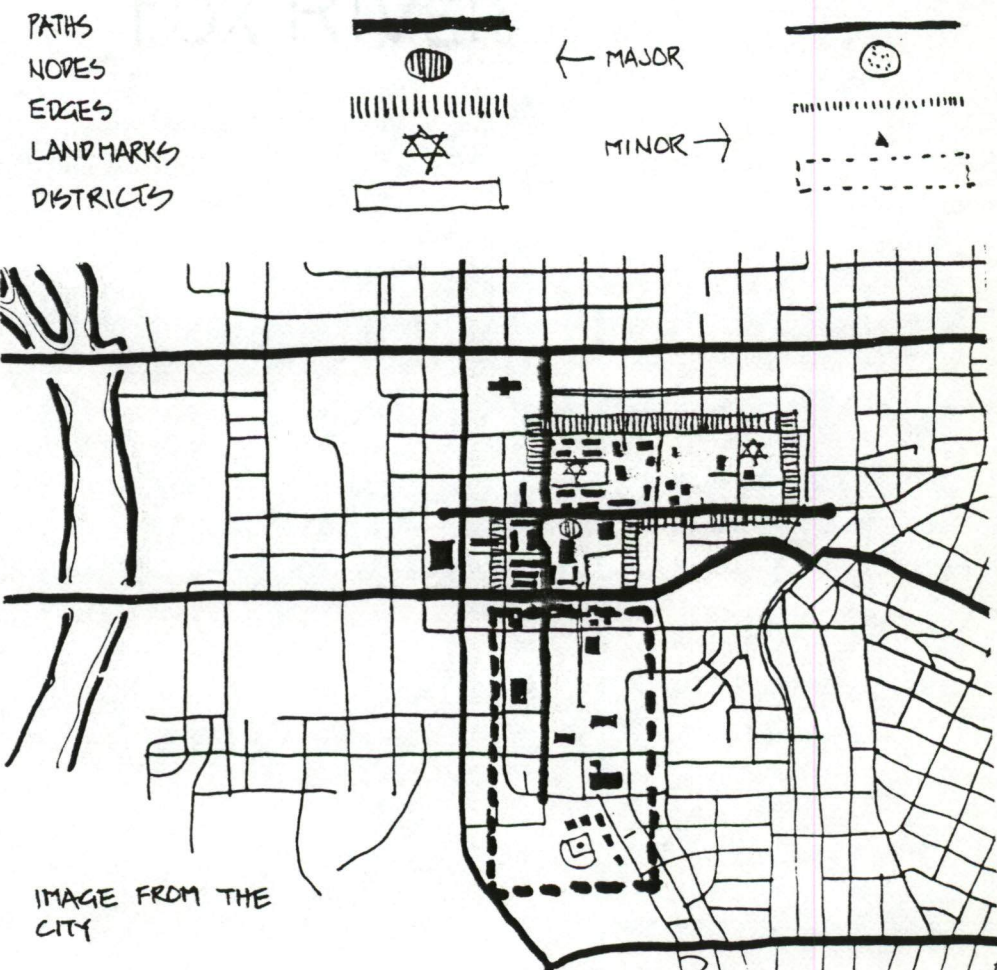 PATHS
NODES
← MAJOR
EDGES
LANDMARKS
MINOR →
DISTRICTS
IMAGE FROM THE
CITY